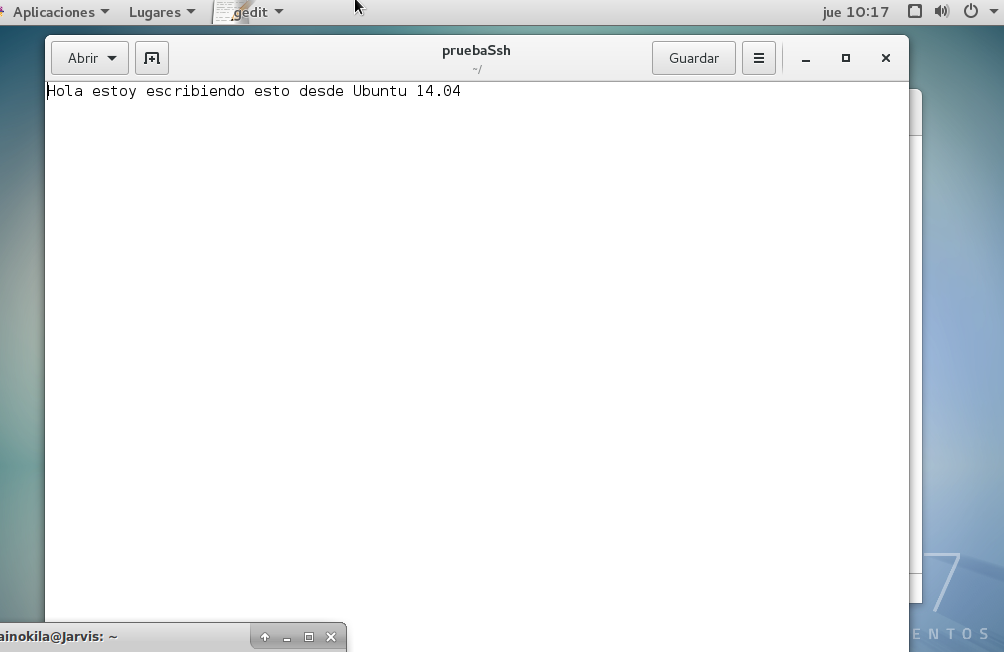 Aplicaciones Lugares gedit jue 10:17
Abrir pruebaSsh Guardar
~/
Hola estoy escribiendo esto desde Ubuntu 14.04
7
ENTOS
ainokila@Jarvis: ~